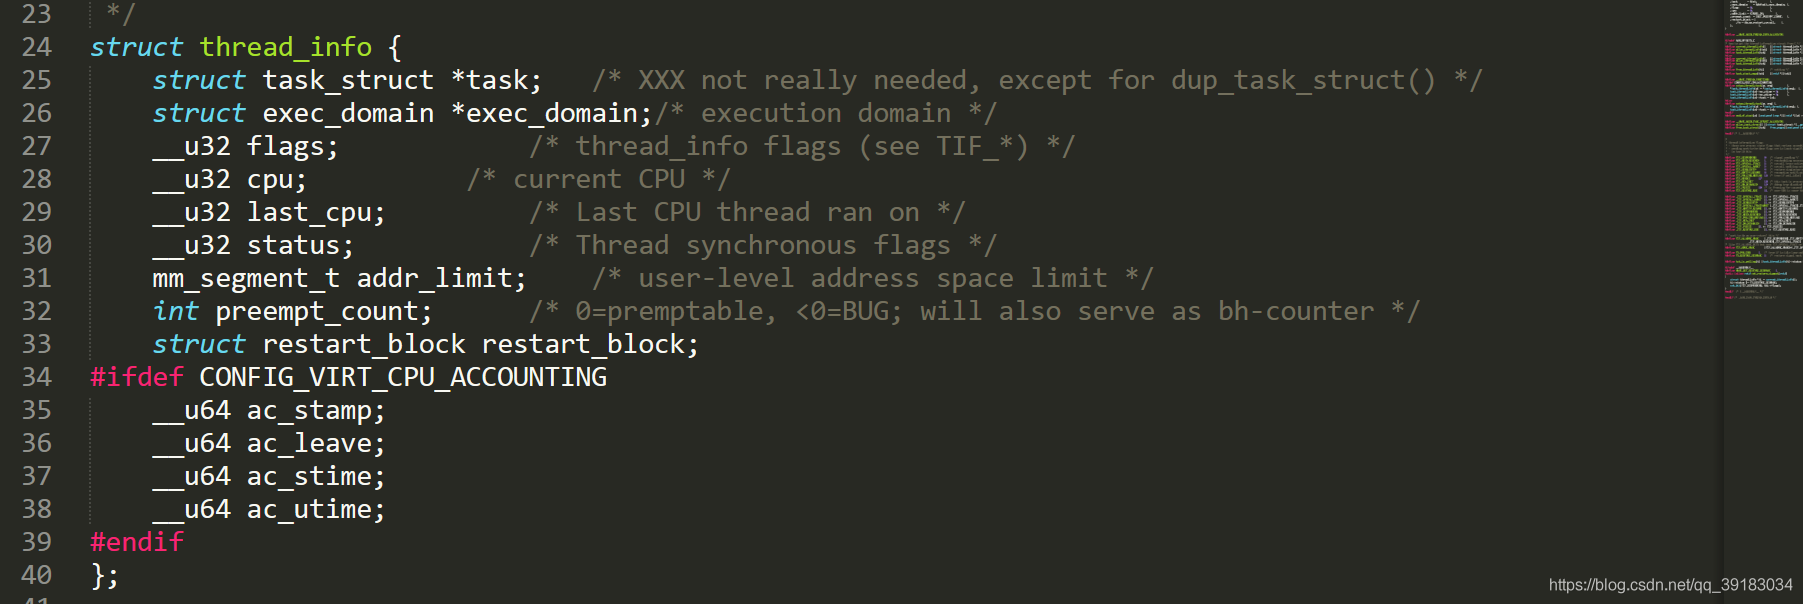 23 */
24 struct thread_info {
25 struct task_struct *task; /* XXX not really needed, except for dup_task_struct() */
26 struct exec_domain *exec_domain;/* execution domain */
27 __u32 flags; /* thread_info flags (see TIF_*) */
28 __u32 cpu; /* current CPU */
29 __u32 last_cpu; /* Last CPU thread ran on */
30 __u32 status; /* Thread synchronous flags */
31 mm_segment_t addr_limit; /* user-level address space limit */
32 int preempt_count; /* 0=premptable, <0=BUG; will also serve as bh-counter */
33 struct restart_block restart_block;
34 #ifdef CONFIG_VIRT_CPU_ACCOUNTING
35 __u64 ac_stamp;
36 __u64 ac_leave;
37 __u64 ac_stime;
38 __u64 ac_utime;
39 #endif
40 };
41
https://blog.csdn.net/qq_39183034